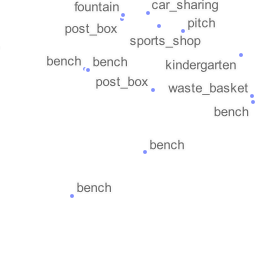 fountain
car_sharing
post_box
pitch
sports_shop
bench
bench
kindergarten
post_box
waste_basket
bench
bench
bench